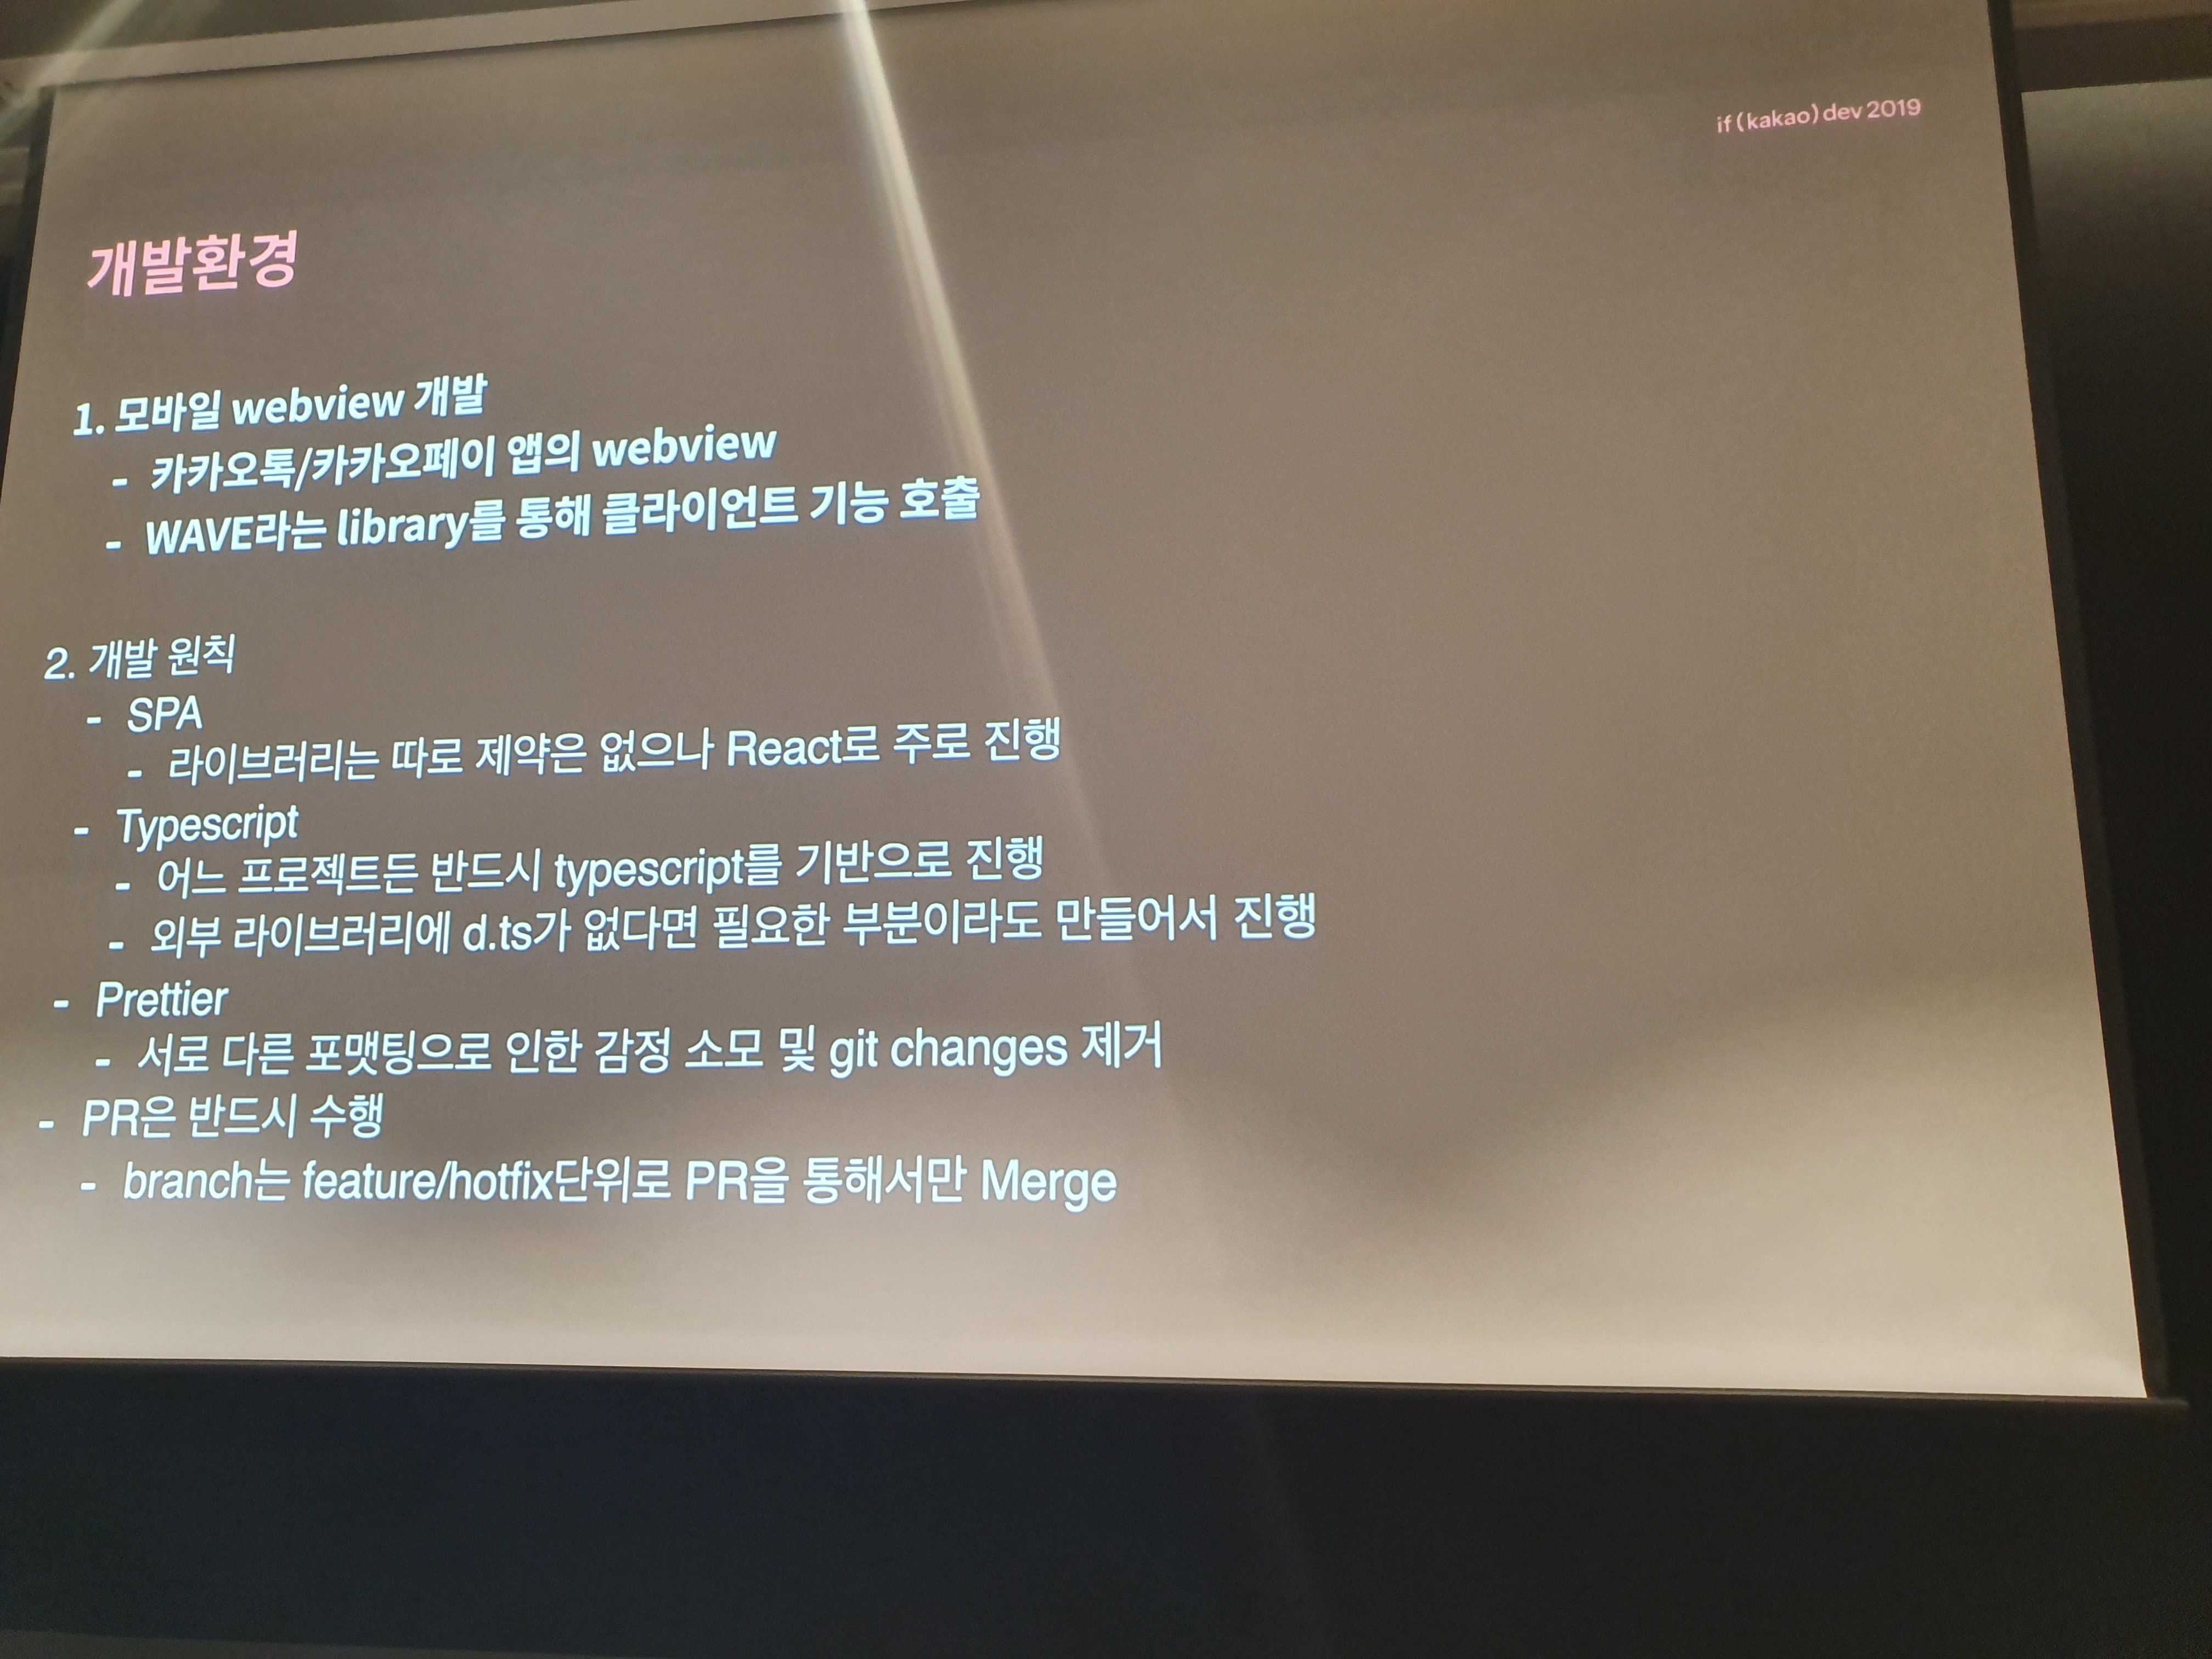 if(kakao)dev2019
개발환경
1. 모바일 webview 개발
- 카카오톡/카카오페이 앱의 webview
- WAVE라는 library를 통해 클라이언트 기능 호출
2. 개발 원칙
- SPA
- 라이브러리는 따로 제약은 없으나 React로 주로 진행
- Typescript
- 어느 프로젝트든 반드시 typescript를 기반으로 진행
- 외부 라이브러리에 d.ts가 없다면 필요한 부분이라도 만들어서 진행
- Prettier
- 서로 다른 포맷팅으로 인한 감정 소모 및 git changes 제거
- PR은 반드시 수행
- branch는 feature/hotfix단위로 PR을 통해서만 Merge